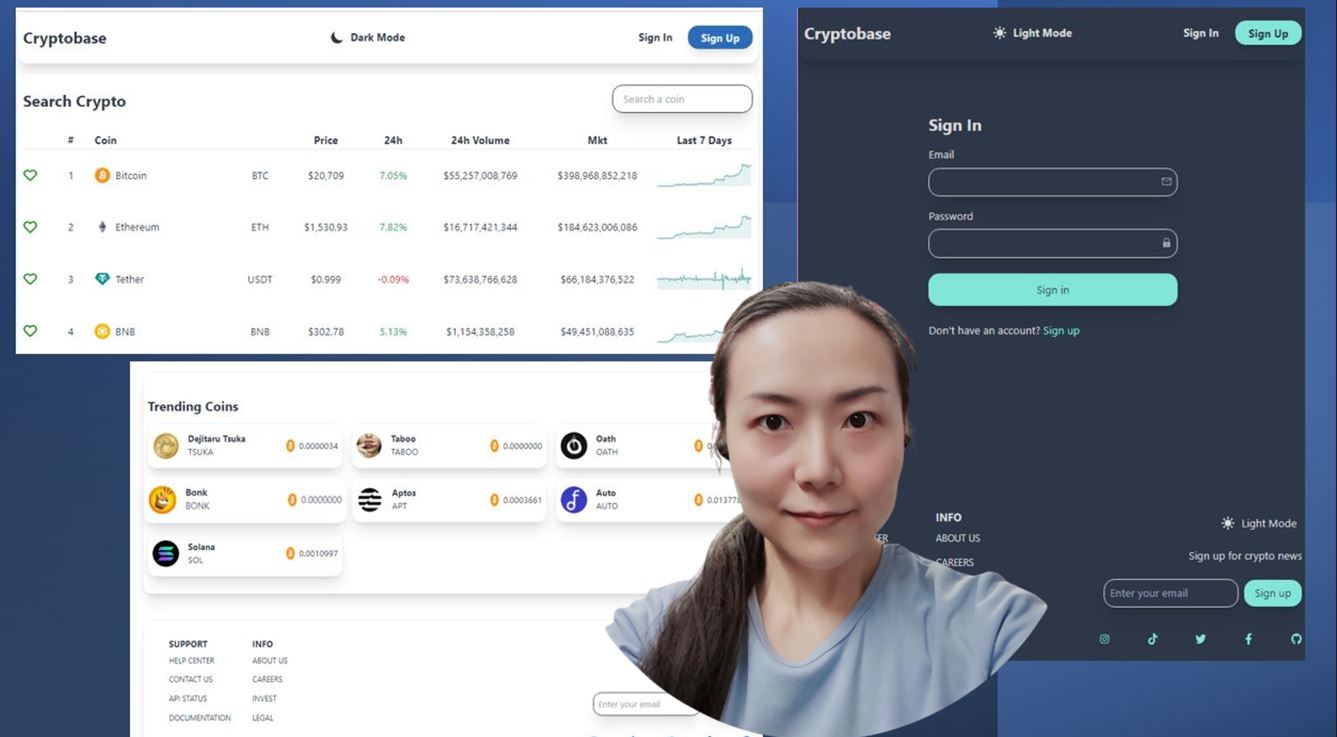 Cryptobase Dark Mode Sign In Sign Up
Search Crypto Search a coin
# Coin Price 24h 24h Volume Mkt Last 7 Days
1 Bitcoin BTC $20,709 7.05% $55,257,008,769 $398,968,852,218
2 Ethereum ETH $1,530.93 7.82% $16,717,421,344 $184,623,006,086
3 Tether USDT $0.999 -0.09% $73,638,766,628 $66,184,376,522
4 BNB BNB $302.78 5.13% $1,154,358,258 $49,451,088,635
Trending Coins
Dejitaru Tsuka
TSUKA
0.0000034
Taboo
TABOO
0.0000000
Oath
OATH
Bonk
BONK
0.0000000
Aptos
APT
0.0003661
Auto
AUTO
0.01377
Solana
SOL
0.0010997
SUPPORT INFO
HELP CENTER ABOUT US
CONTACT US CAREERS
API STATUS INVEST
DOCUMENTATION LEGAL
Enter your email
Cryptobase Light Mode Sign In Sign Up
Sign In
Email
Password
Sign in
Don't have an account? Sign up
INFO
ABOUT US
CAREERS
Light Mode
Sign up for crypto news
Enter your email Sign up